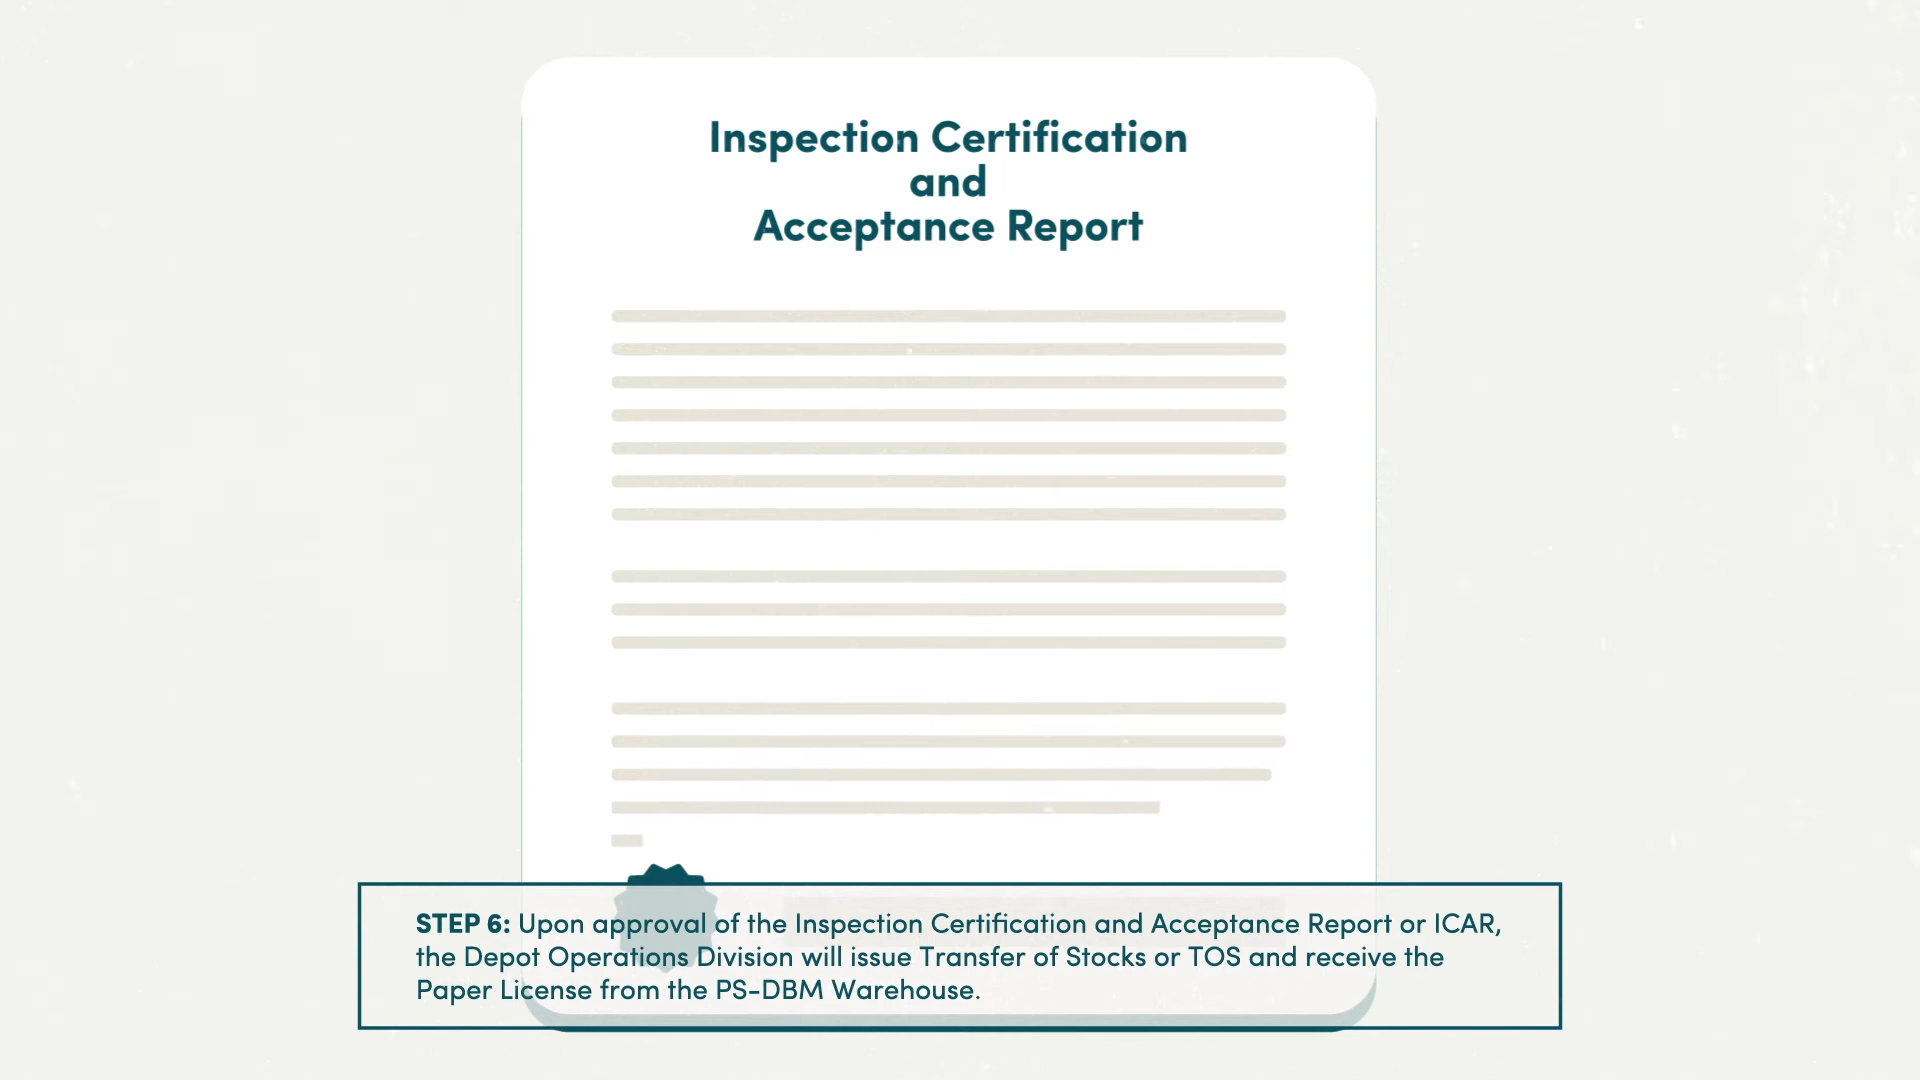 Inspection Certification
and
Acceptance Report
STEP 6: Upon approval of the Inspection Certification and Acceptance Report or ICAR,
the Depot Operations Division will issue Transfer of Stocks or TOS and receive the
Paper License from the PS-DBM Warehouse.